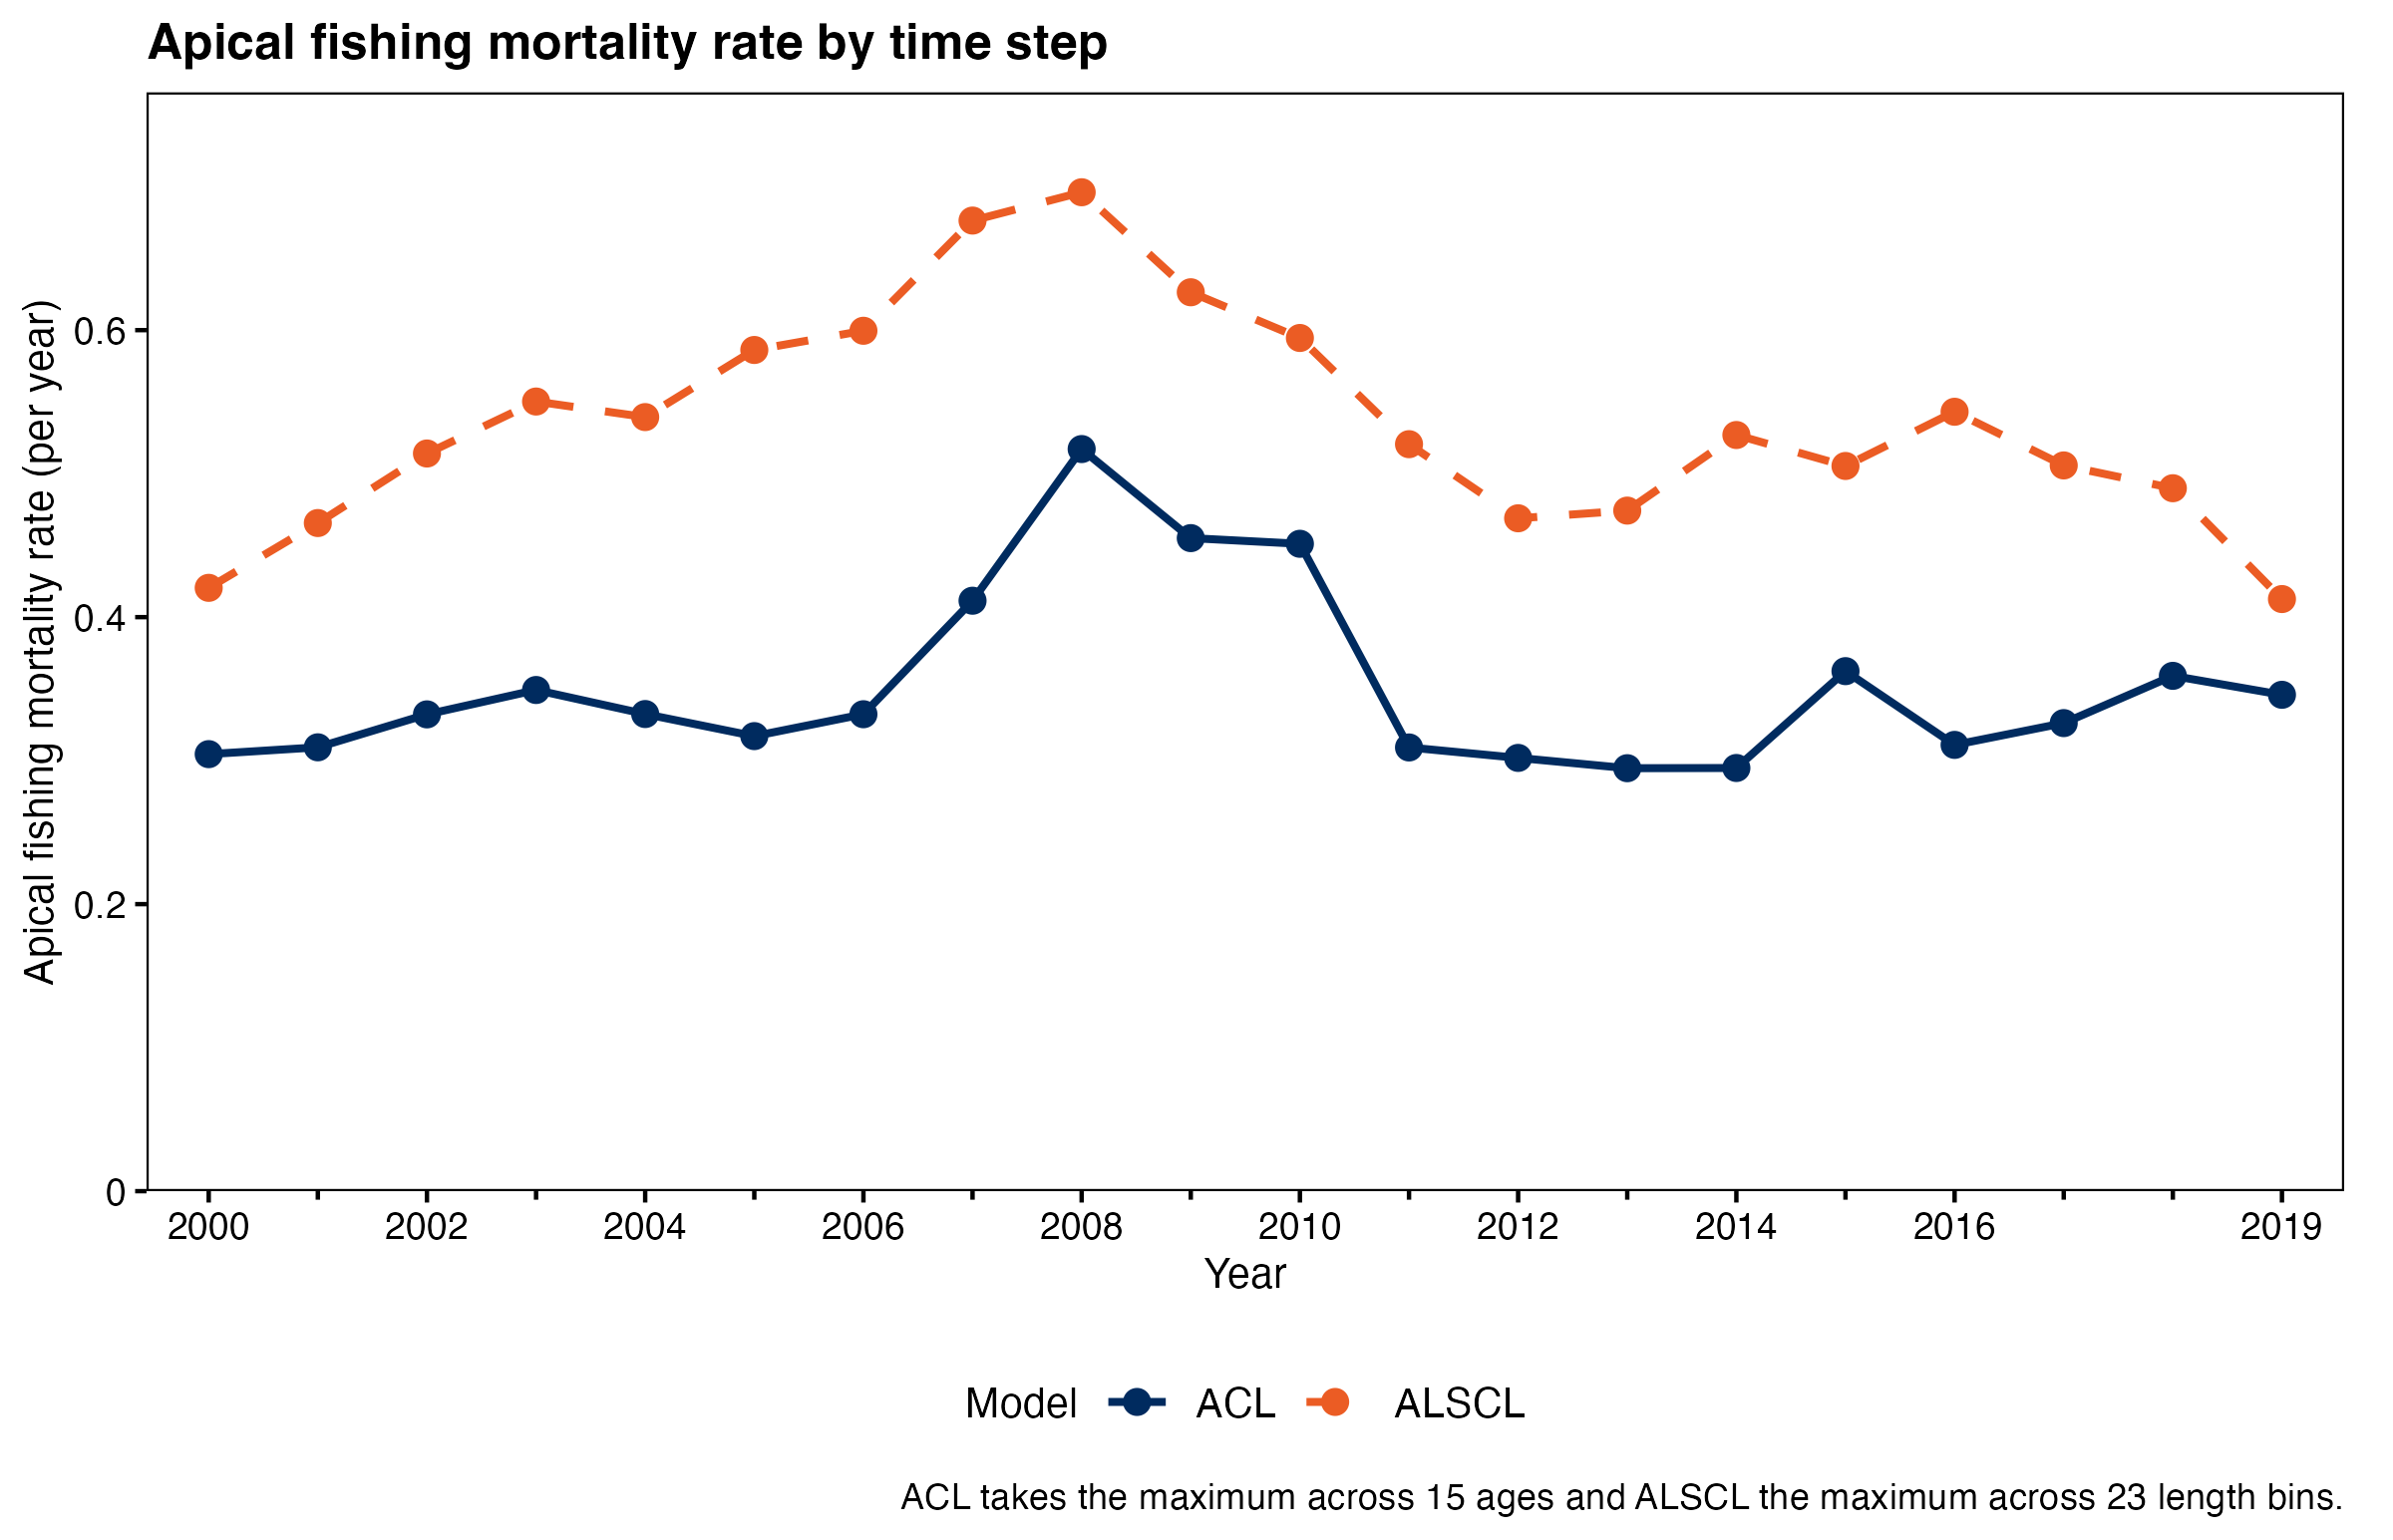 Apical fishing mortality rate by time step
Apical fishing mortality rate (per year)
0.6
0.4
0.2
0
2000 2002 2004 2006 2008 2010 2012 2014 2016 2019
Year
Model ACL ALSCL
ACL takes the maximum across 15 ages and ALSCL the maximum across 23 length bins.